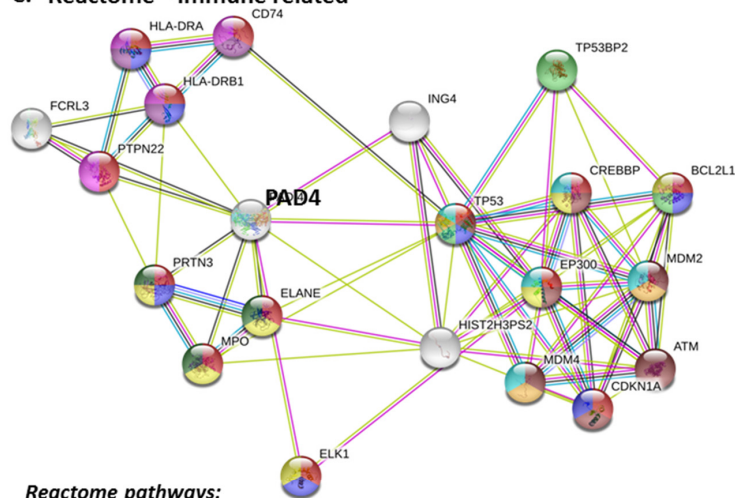 C. Reactome - immune related
HLA-DRA
CD74
TP53BP2
HLA-DRB1
ING4
FCRL3
PTPN22
CREBBP
BCL2L1
PAD4
TP53
PRTN3
EP300
MDM2
ELANE
HIST2H3PS2
MPO
ATM
MDM4
CDKN1A
ELK1
Reactome pathways: